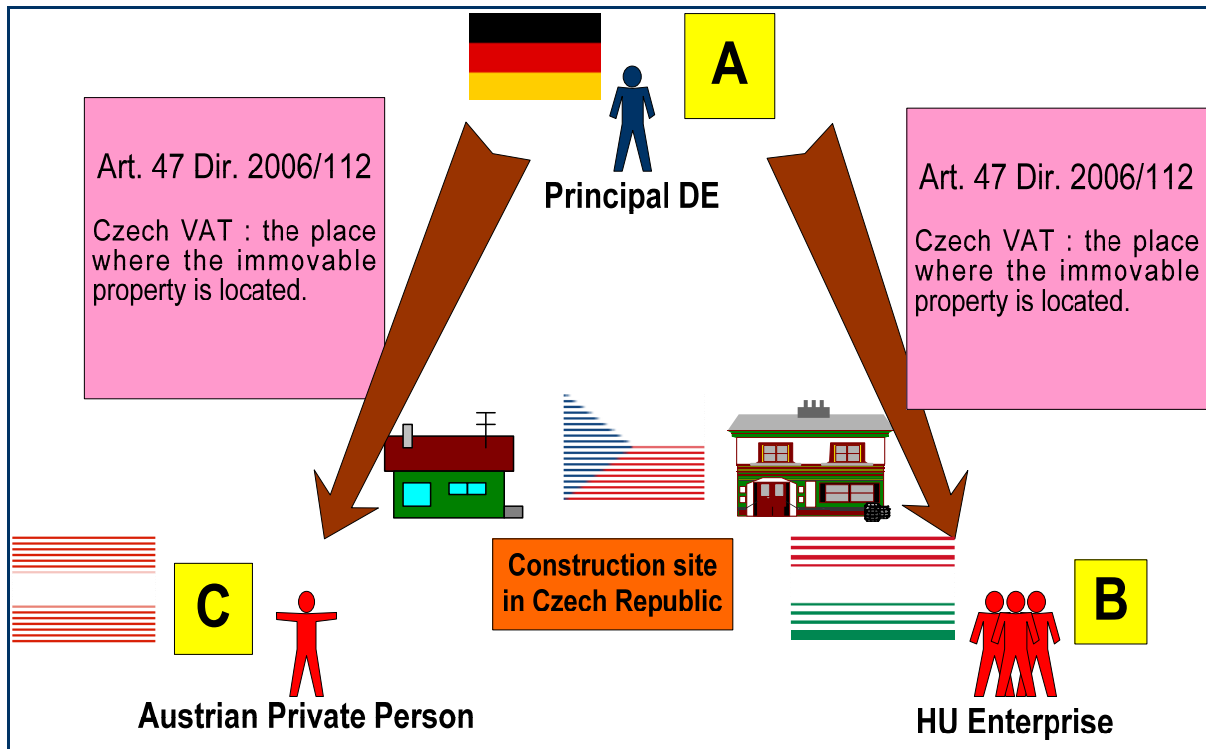 A
Principal DE
Art. 47 Dir. 2006/112
Czech VAT : the place
where the immovable
property is located.
Art. 47 Dir. 2006/112
Czech VAT : the place
where the immovable
property is located.
Construction site
in Czech Republic
C
Austrian Private Person
B
HU Enterprise